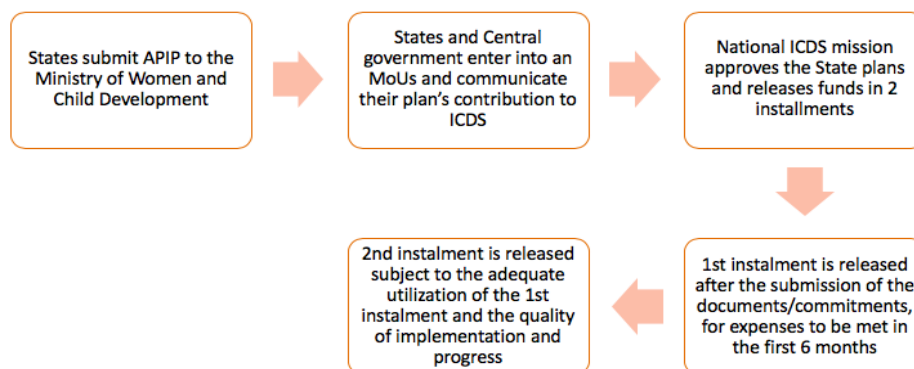 States submit APIP to the
Ministry of Women and
Child Development
States and Central
government enter into an
MoUs and communicate
their plan's contribution to
ICDS
National ICDS mission
approves the State plans
and releases funds in 2
installments
1st instalment is released
after the submission of the
documents/commitments,
for expenses to be met in
the first 6 months
2nd instalment is released
subject to the adequate
utilization of the 1st
instalment and the quality
of implementation and
progress